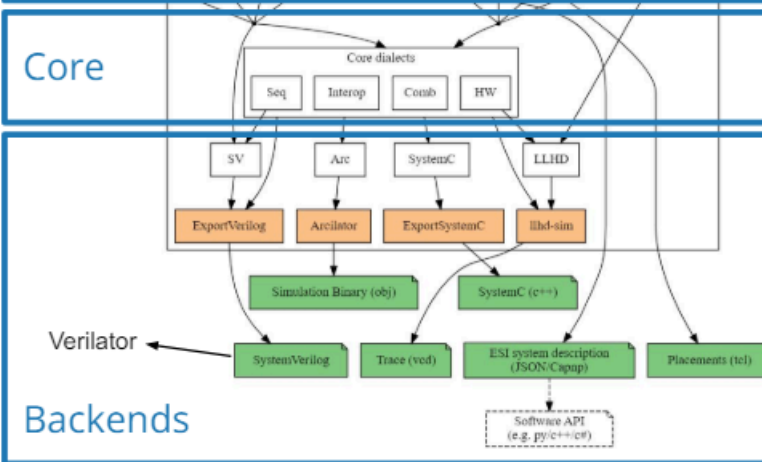 Core
Core dialects
Seq
Interop
Comb
HW
SV
Arc
SystemC
LLHD
ExportVerilog
Arcilator
ExportSystemC
llhd-sim
Simulation Binary (obj)
SystemC (c++)
Verilator
SystemVerilog
Trace (vcd)
ESI system description
(JSON/Capnp)
Placements (tcl)
Software API
(e.g. py/c++/c#)
Backends